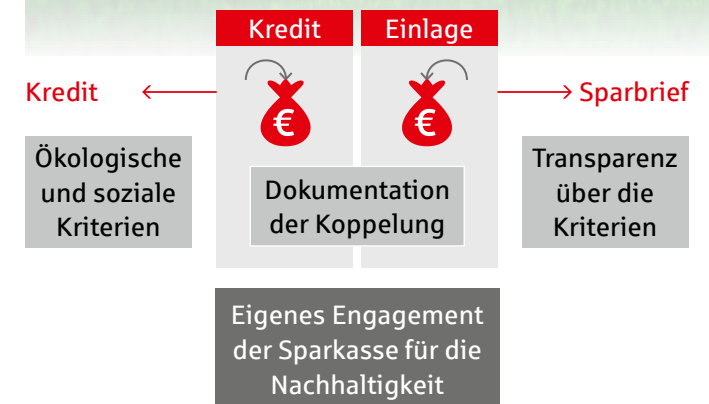 Kredit
Einlage
Kredit
€
€
Sparbrief
Ökologische
und soziale
Kriterien
Dokumentation
der Koppelung
Transparenz
über die
Kriterien
Eigenes Engagement
der Sparkasse für die
Nachhaltigkeit